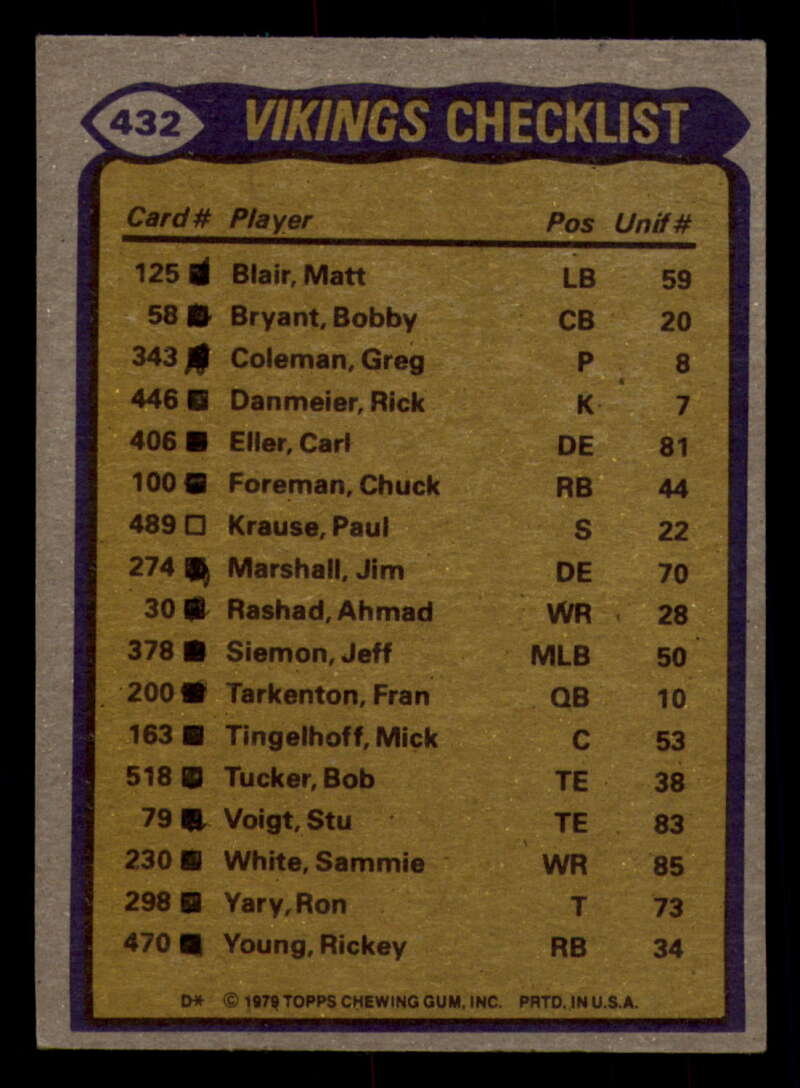 432 VIKINGS CHECKLIST
Card# Player Pos Unif#
125 Blair, Matt LB 59
58 Bryant, Bobby CB 20
343 Coleman, Greg P 8
446 Danmeier, Rick K 7
406 Eller, Carl DE 81
100 Foreman, Chuck RB 44
489 Krause, Paul S 22
274 Marshall, Jim DE 70
30 Rashad, Ahmad WR 28
378 Siemon, Jeff MLB 50
200 Tarkenton, Fran QB 10
163 Tingelhoff, Mick C 53
518 Tucker, Bob TE 38
79 Voigt, Stu TE 83
230 White, Sammie WR 85
298 Yary, Ron T 73
470 Young, Rickey RB 34
D* © 1979 TOPPS CHEWING GUM, INC. PRTD. IN U.S.A.